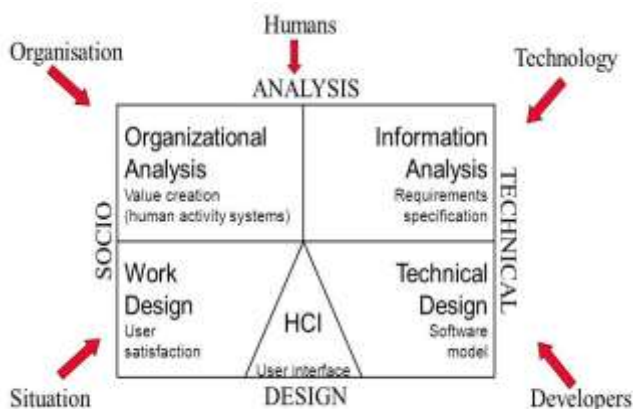 Humans
Organisation
Technology
ANALYSIS
Organizational
Analysis
Value creation
(human activity systems)
Information
Analysis
Requirements
specification
SOCIO
TECHNICAL
Work
Design
User
satisfaction
HCI
User interface
Technical
Design
Software
model
Situation
DESIGN
Developers